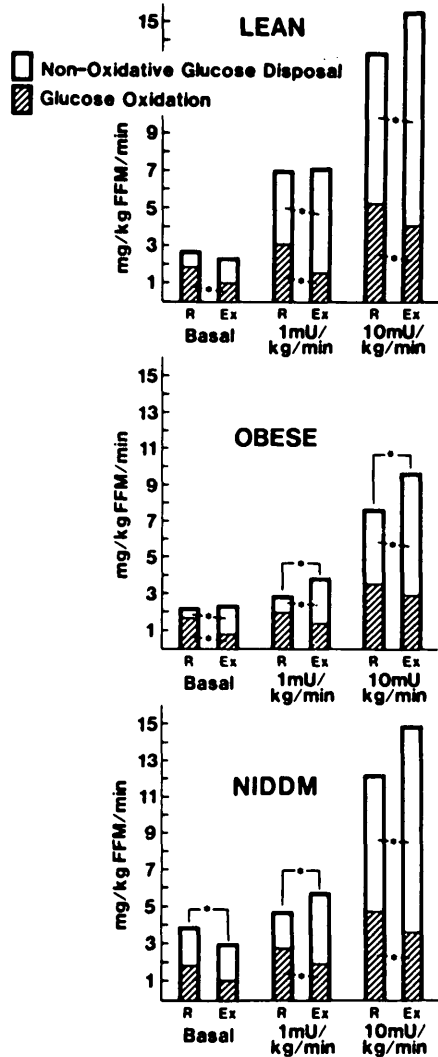 LEAN
Non-Oxidative Glucose Disposal
Glucose Oxidation
mg/kg FFM/min
15
9
7
5
3
1
R Ex R Ex R Ex
Basal 1mU/ 10mU/
kg/min kg/min
OBESE
mg/kg FFM/min
15
13
11
9
7
5
3
1
R Ex R Ex R Ex
Basal 1mU/ 10mU
kg/min kg/min
NIDDM
mg/kg FFM/min
15
13
11
9
7
5
3
1
R Ex R Ex R Ex
Basal 1mU/ 10mU/
kg/min kg/min